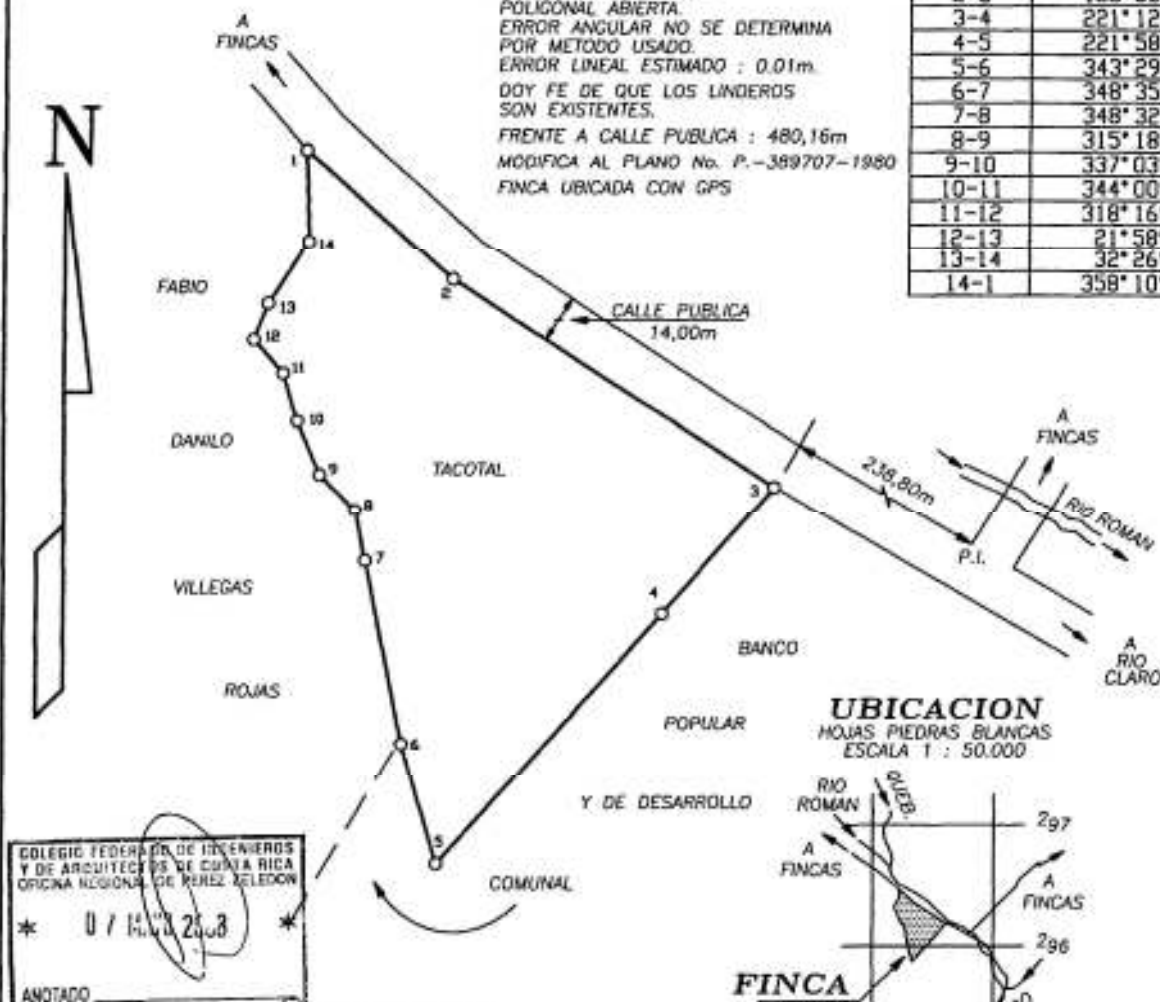 POLIGONAL ABIERTA.
ERROR ANGULAR NO SE DETERMINA
POR METODO USADO.
ERROR LINEAL ESTIMADO : 0.01m.
DOY FE DE QUE LOS LINDEROS
SON EXISTENTES.
FRENTE A CALLE PUBLICA : 480,16m
MODIFICA AL PLANO No. P.-389707-1980
FINCA UBICADA CON GPS
3-4 221°12
4-5 221°58
5-6 343°29
6-7 348°35
7-8 348°32
8-9 315°18
9-10 337°03
10-11 344°00
11-12 318°16
12-13 21°58
13-14 32°26
14-1 358°10
A
FINCAS
N
1
14
2
13
12
11
10
9
8
7
3
4
6
5
FABIO
DANILO
VILLEGAS
ROJAS
TACOTAL
CALLE PUBLICA
14,00m
238,80m
P.I.
A
FINCAS
RIO ROMAN
A
RIO
CLARO
BANCO
POPULAR
Y DE DESARROLLO
COMUNAL
UBICACION
HOJAS PIEDRAS BLANCAS
ESCALA 1 : 50.000
RIO
ROMAN
QUEB.
297
A
FINCAS
A
FINCAS
296
FINCA
COLEGIO FEDERADO DE INGENIEROS
Y DE ARQUITECTOS DE COSTA RICA
OFICINA REGIONAL DE PEREZ ZELEDON
ANOTADO